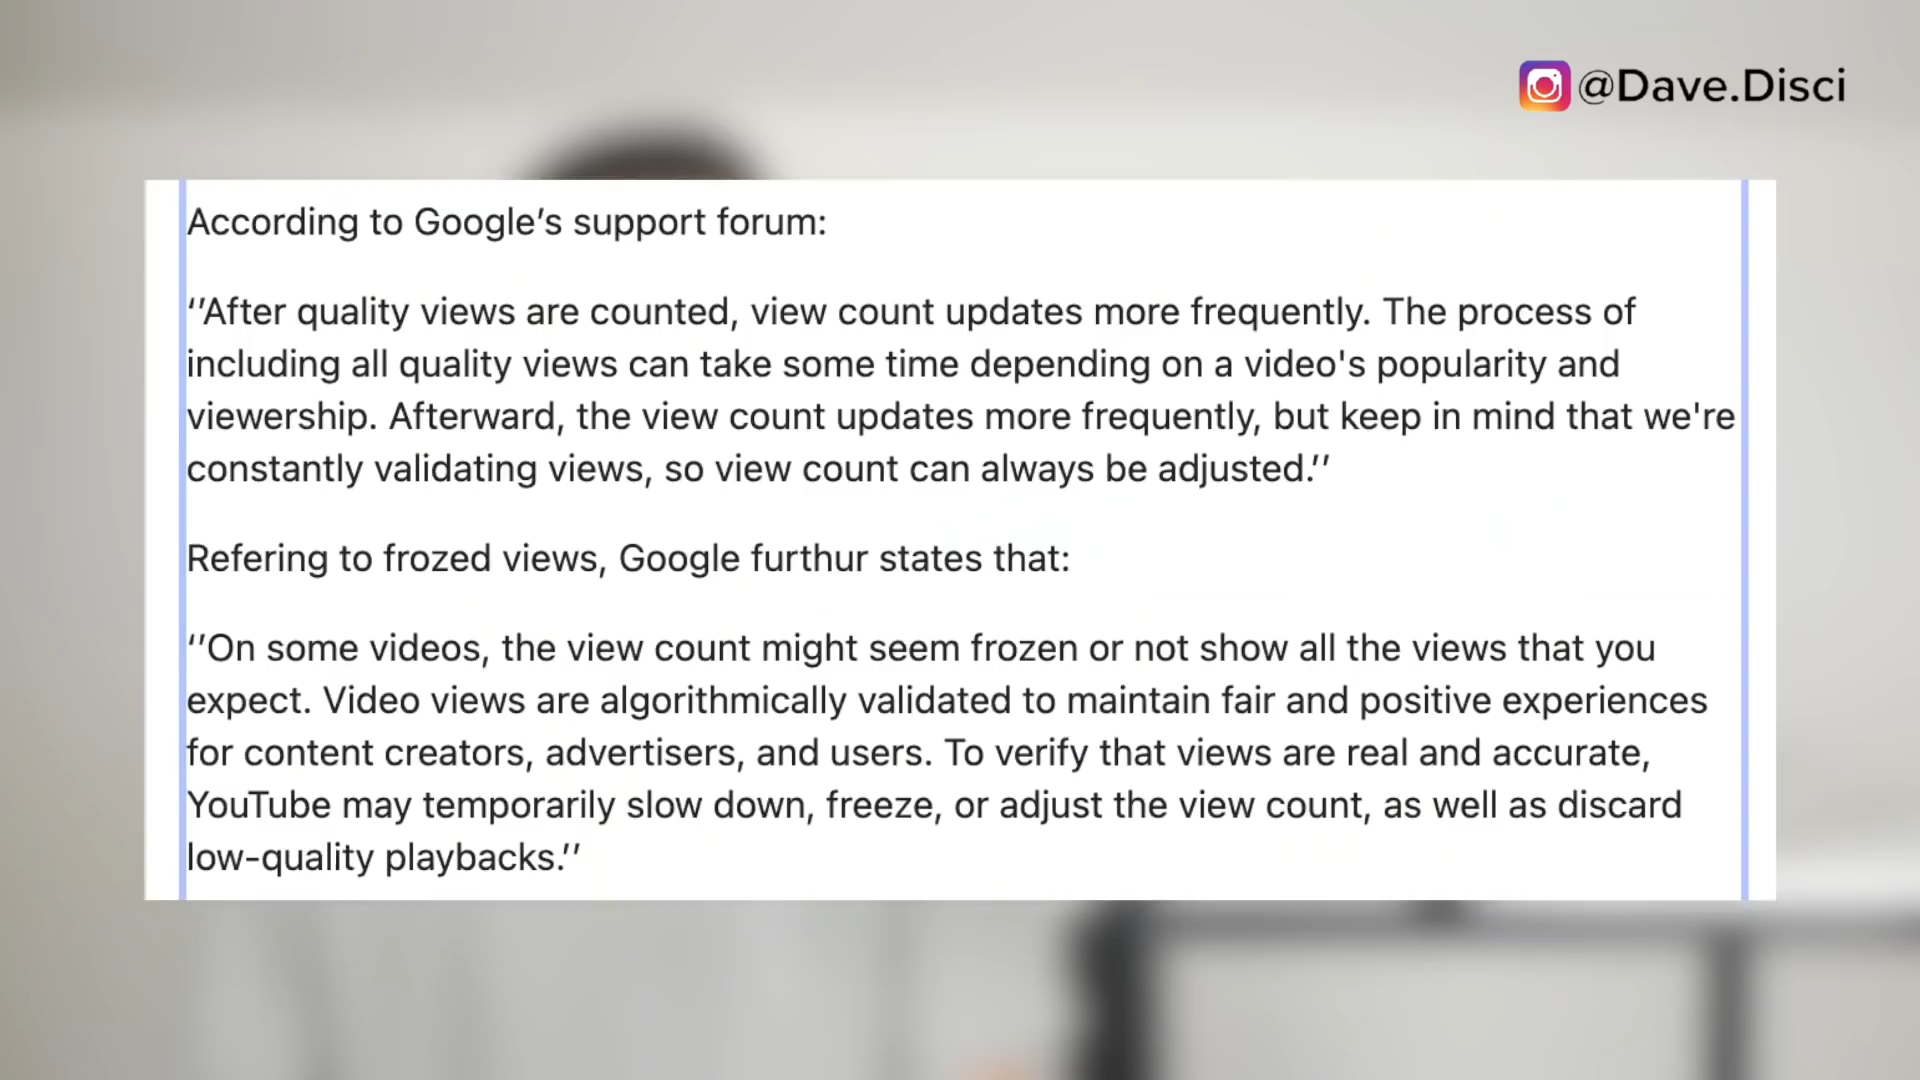 @Dave.Disci
According to Google’s support forum:
‘’After quality views are counted, view count updates more frequently. The process of
including all quality views can take some time depending on a video's popularity and
viewership. Afterward, the view count updates more frequently, but keep in mind that we're
constantly validating views, so view count can always be adjusted.’’
Refering to frozed views, Google furthur states that:
‘’On some videos, the view count might seem frozen or not show all the views that you
expect. Video views are algorithmically validated to maintain fair and positive experiences
for content creators, advertisers, and users. To verify that views are real and accurate,
YouTube may temporarily slow down, freeze, or adjust the view count, as well as discard
low-quality playbacks.’’